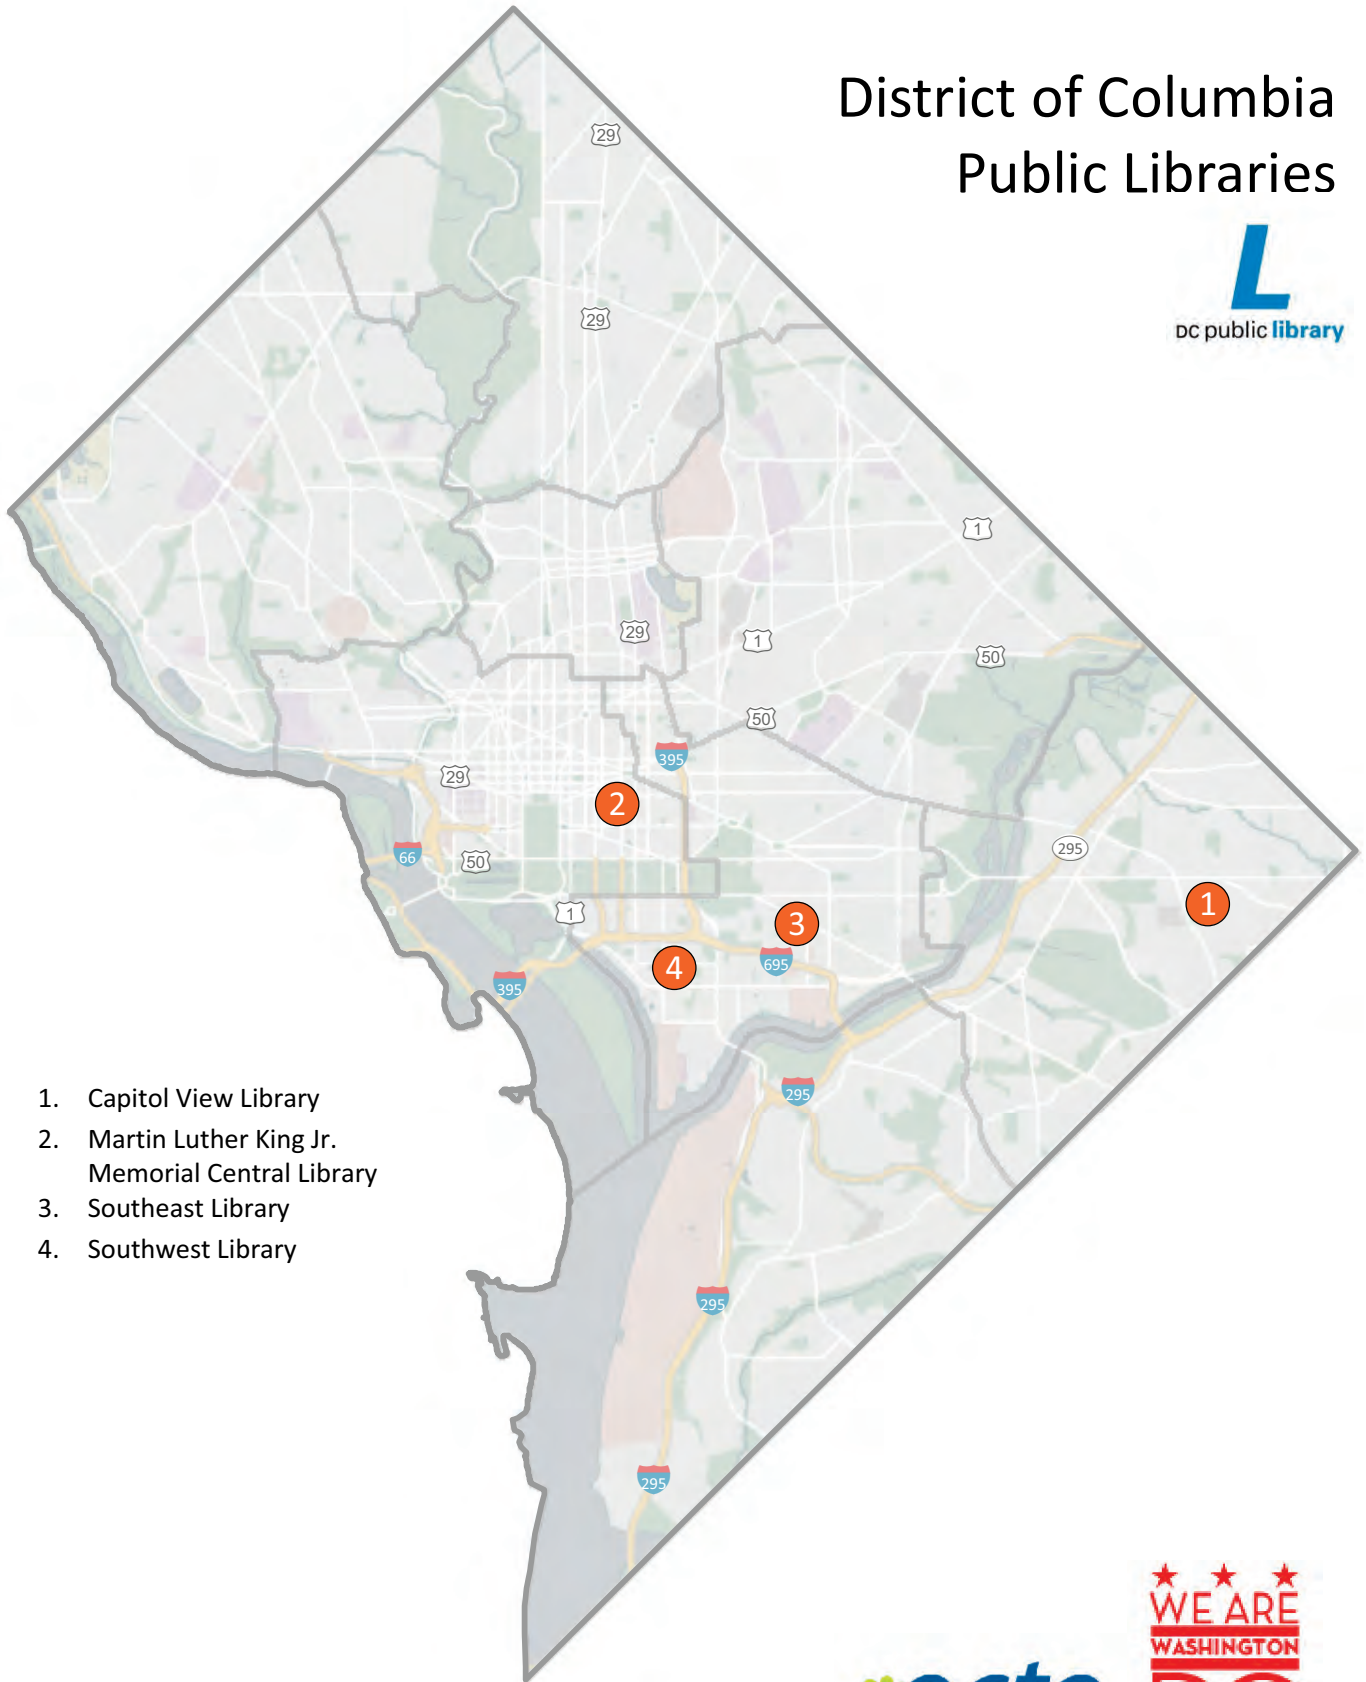 District of Columbia
Public Libraries
L
DC public library
29
29
1
29
1
50
50
395
29
2
66
50
295
1
1
3
4
695
395
295
1. Capitol View Library
2. Martin Luther King Jr.
Memorial Central Library
3. Southeast Library
4. Southwest Library
295
295
WE ARE
WASHINGTON